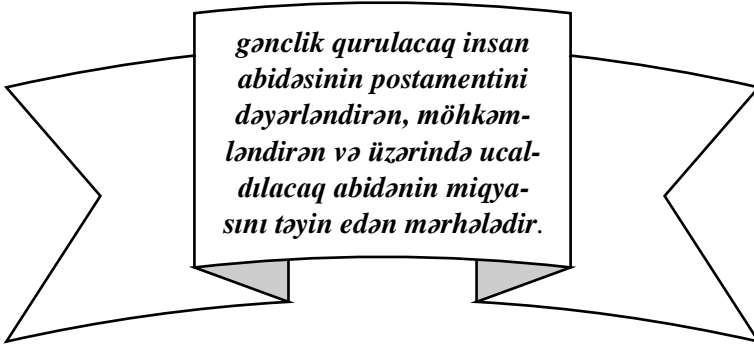 gənclik qurulacaq insan
abidəsinin postamentini
dəyərləndirən, möhkəm-
ləndirən və üzərində ucal-
dılacaq abidənin miqya-
sını təyin edən mərhələdir.